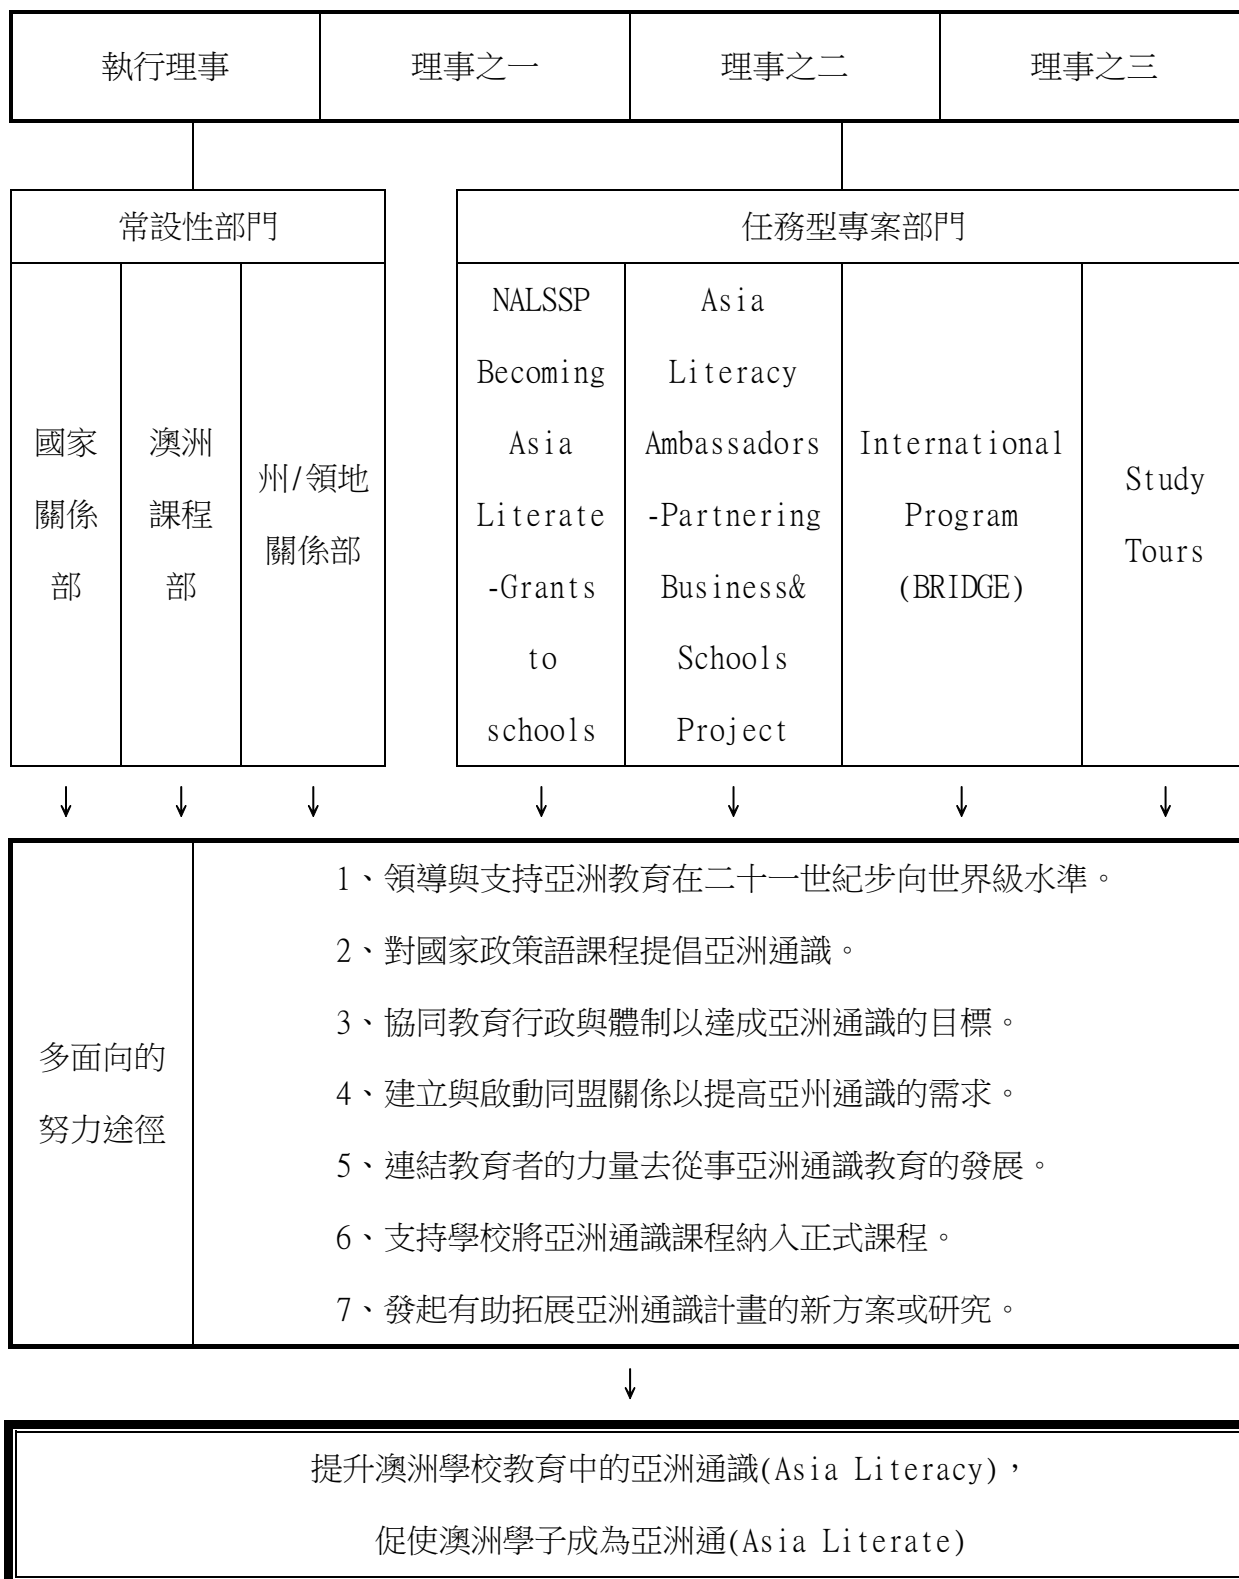 執行理事 理事之一 理事之二 理事之三
常設性部門
國家
關係
部
澳洲
課程
部
州/領地
關係部
任務型專案部門
NALSSP
Becoming
Asia
Literate
-Grants
to
schools
Asia
Literacy
Ambassadors
-Partnering
Business&
Schools
Project
International
Program
(BRIDGE)
Study
Tours
↓ ↓ ↓ ↓ ↓ ↓ ↓
多面向的
努力途徑
1、領導與支持亞洲教育在二十一世紀步向世界級水準。
2、對國家政策語課程提倡亞洲通識。
3、協同教育行政與體制以達成亞洲通識的目標。
4、建立與啟動同盟關係以提高亞州通識的需求。
5、連結教育者的力量去從事亞洲通識教育的發展。
6、支持學校將亞洲通識課程納入正式課程。
7、發起有助拓展亞洲通識計畫的新方案或研究。
↓
提升澳洲學校教育中的亞洲通識(Asia Literacy)，
促使澳洲學子成為亞洲通(Asia Literate)